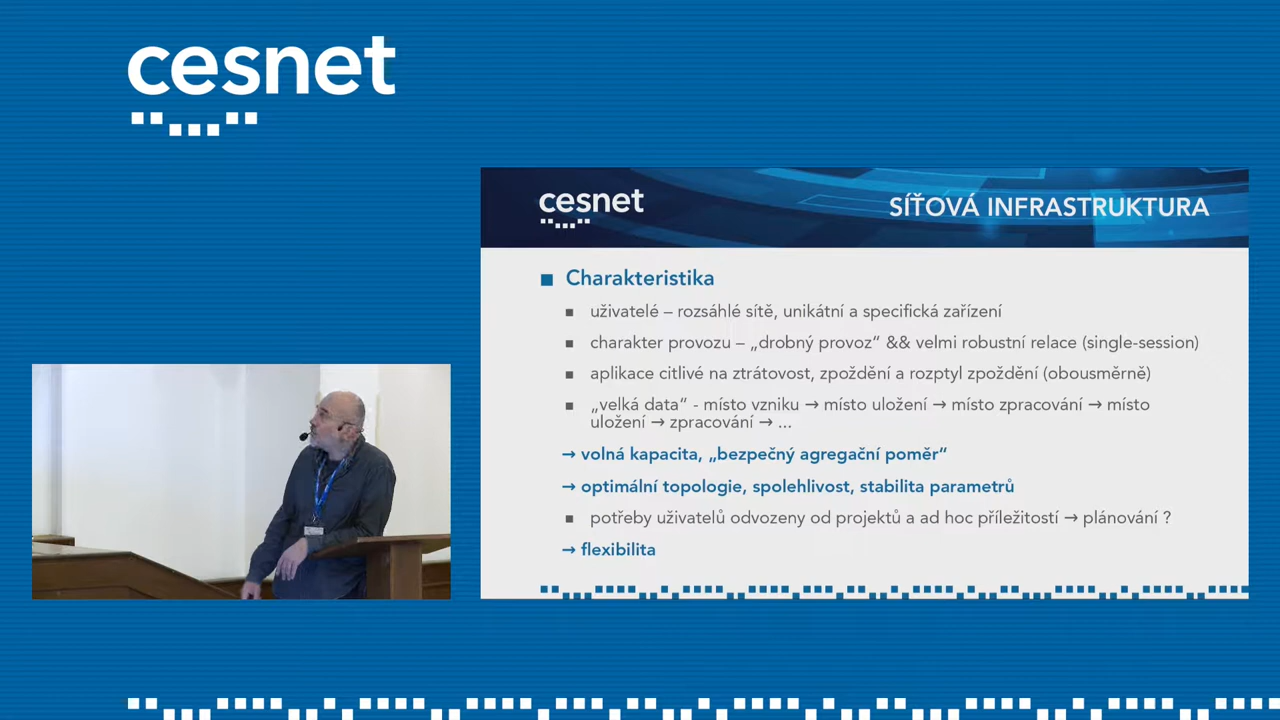 cesnet
cesnet
SÍŤOVÁ INFRASTRUKTURA
Charakteristika
uživatelé – rozsáhlé sítě, unikátní a specifická zařízení
charakter provozu – „drobný provoz“ && velmi robustní relace (single-session)
aplikace citlivé na ztrátovost, zpoždění a rozptyl zpoždění (obousměrně)
„velká data“ - místo vzniku → místo uložení → místo zpracování → místo
uložení → zpracování → ...
→ volná kapacita, „bezpečný agregační poměr“
→ optimální topologie, spolehlivost, stabilita parametrů
potřeby uživatelů odvozeny od projektů a ad hoc příležitostí → plánování ?
→ flexibilita